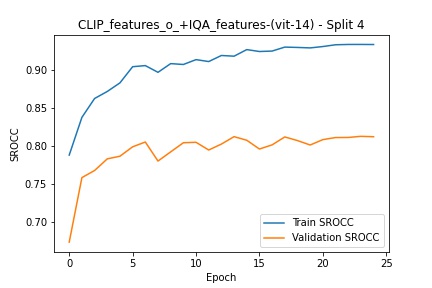 CLIP_features_o_+IQA_features-(vit-14) - Split 4
SROCC
0.90
0.85
0.80
0.75
0.70
Train SROCC
Validation SROCC
0 5 10 15 20 25
Epoch